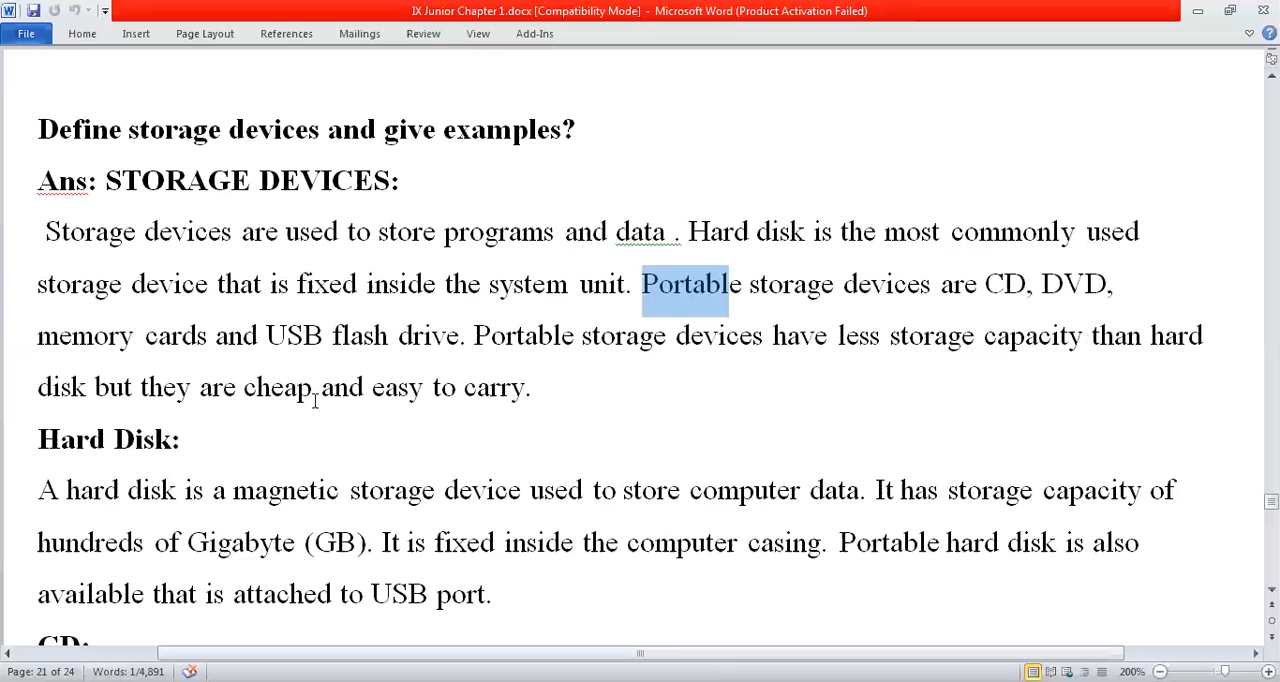 IX Junior Chapter 1.docx [Compatibility Mode] - Microsoft Word (Product Activation Failed)
File Home Insert Page Layout References Mailings Review View Add-Ins
Define storage devices and give examples?
Ans: STORAGE DEVICES:
Storage devices are used to store programs and data . Hard disk is the most commonly used
storage device that is fixed inside the system unit. Portable storage devices are CD, DVD,
memory cards and USB flash drive. Portable storage devices have less storage capacity than hard
disk but they are cheap and easy to carry.
Hard Disk:
A hard disk is a magnetic storage device used to store computer data. It has storage capacity of
hundreds of Gigabyte (GB). It is fixed inside the computer casing. Portable hard disk is also
available that is attached to USB port.
CD:
Page: 21 of 24 Words: 1/4,891 200%